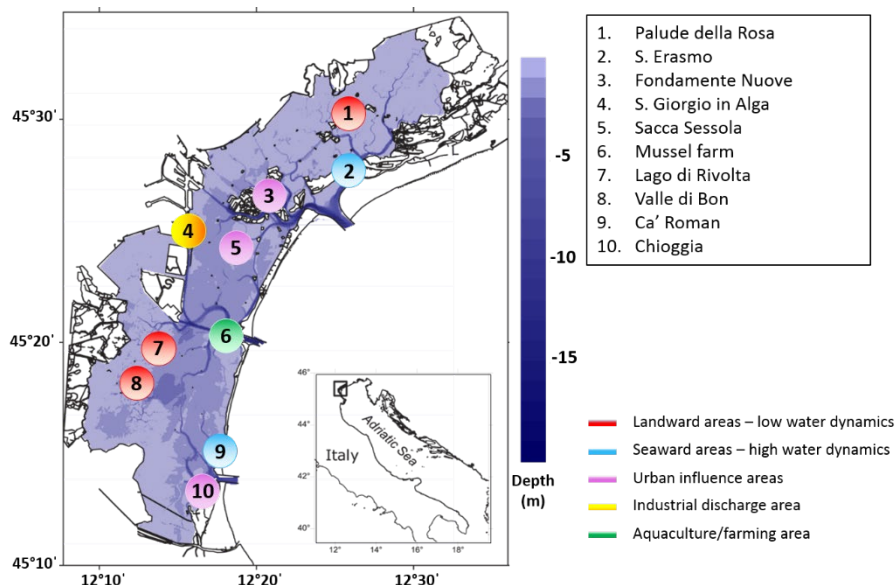 45°30'
45°20'
45°10'
12°10'
12°20'
12°30'
1
2
3
4
5
6
7
8
9
10
46°
44°
42°
40°
12°
14°
16°
18°
Italy
Adriatic Sea
-5
-10
-15
Depth
(m)
1. Palude della Rosa
2. S. Erasmo
3. Fondamente Nuove
4. S. Giorgio in Alga
5. Sacca Sessola
6. Mussel farm
7. Lago di Rivolta
8. Valle di Bon
9. Ca’ Roman
10. Chioggia
Landward areas – low water dynamics
Seaward areas – high water dynamics
Urban influence areas
Industrial discharge area
Aquaculture/farming area